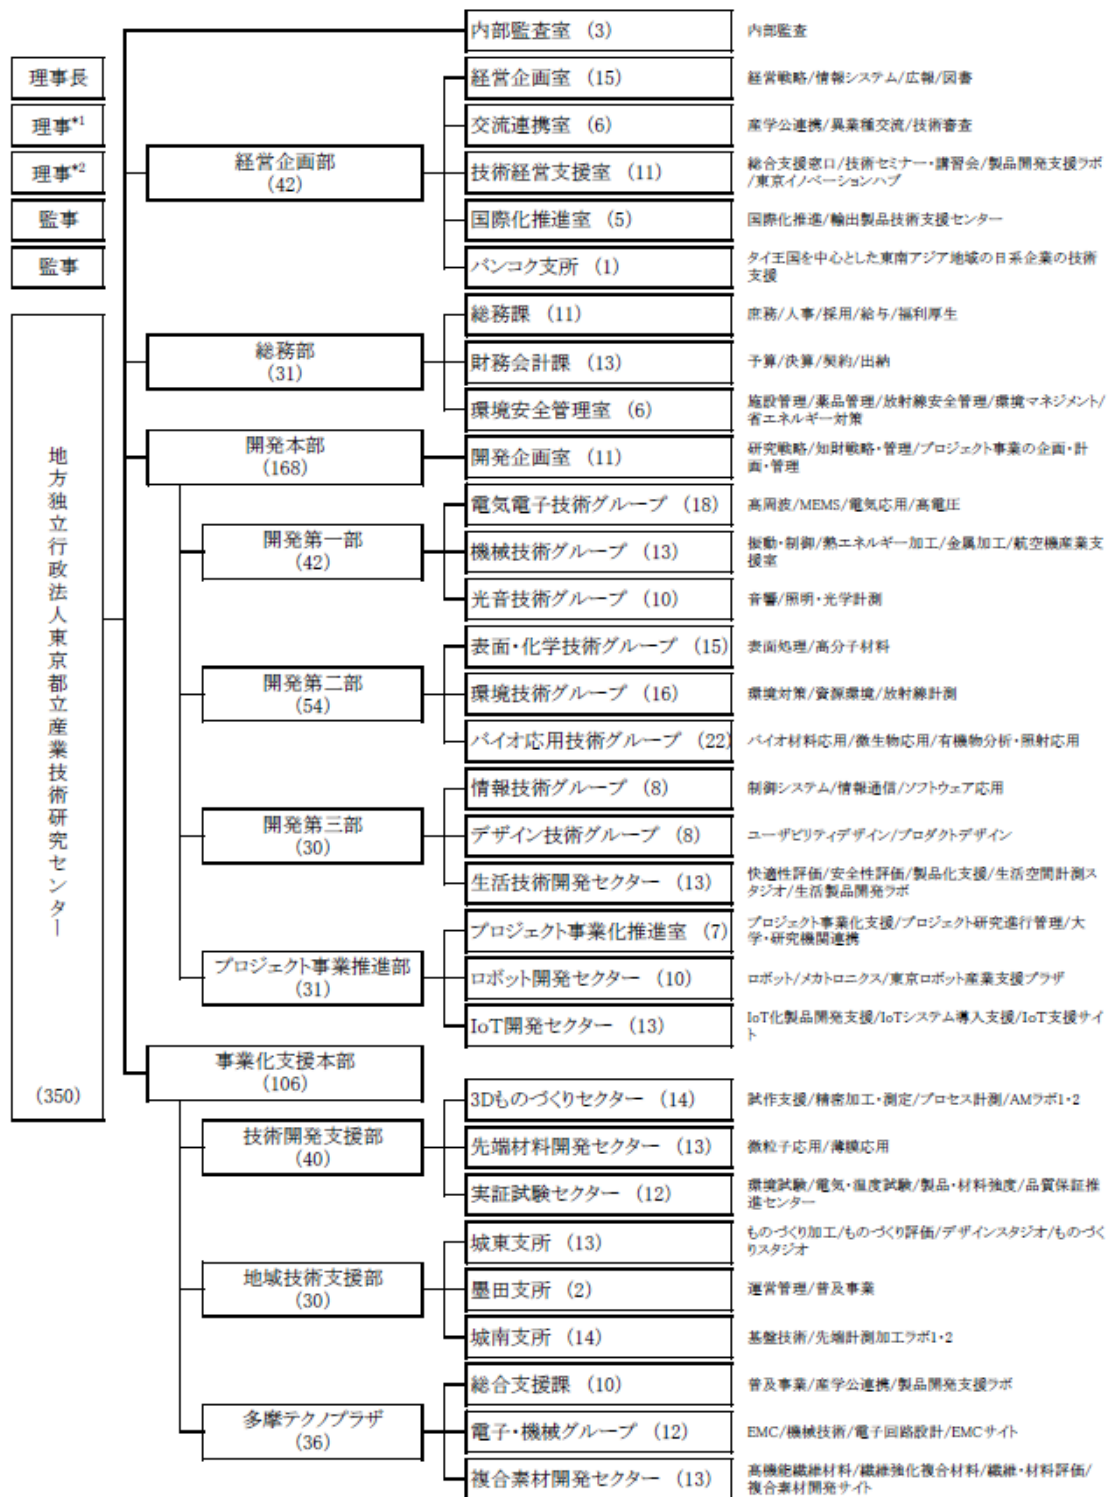 理事長
理事*1
理事*2
監事
監事
地方独立行政法人東京都立産業技術研究センター
(350)
内部監査室 (3)
内部監査
経営企画部
(42)
経営企画室 (15)
経営戦略/情報システム/広報/図書
交流連携室 (6)
産学公連携/異業種交流/技術審査
技術経営支援室 (11)
総合支援窓口/技術セミナー・講習会/製品開発支援ラボ
/東京イノベーションハブ
国際化推進室 (5)
国際化推進/輸出製品技術支援センター
バンコク支所 (1)
タイ王国を中心とした東南アジア地域の日系企業の技術
支援
総務部
(31)
総務課 (11)
庶務/人事/採用/給与/福利厚生
財務会計課 (13)
予算/決算/契約/出納
環境安全管理室 (6)
施設管理/薬品管理/放射線安全管理/環境マネジメント/
省エネルギー対策
開発本部
(168)
開発企画室 (11)
研究戦略/知財戦略・管理/プロジェクト事業の企画・計
画・管理
開発第一部
(42)
電気電子技術グループ (18)
高周波/MEMS/電気応用/高電圧
機械技術グループ (13)
振動・制御/熱エネルギー加工/金属加工/航空機産業支
援室
光音技術グループ (10)
音響/照明・光学計測
開発第二部
(54)
表面・化学技術グループ (15)
表面処理/高分子材料
環境技術グループ (16)
環境対策/資源環境/放射線計測
バイオ応用技術グループ (22)
バイオ材料応用/微生物応用/有機物分析・照射応用
開発第三部
(30)
情報技術グループ (8)
制御システム/情報通信/ソフトウェア応用
デザイン技術グループ (8)
ユーザビリティデザイン/プロダクトデザイン
生活技術開発セクター (13)
快適性評価/安全性評価/製品化支援/生活空間計測ス
タジオ/生活製品開発ラボ
プロジェクト事業推進部
(31)
プロジェクト事業化推進室 (7)
プロジェクト事業化支援/プロジェクト研究進行管理/大
学・研究機関連携
ロボット開発セクター (10)
ロボット/メカトロニクス/東京ロボット産業支援プラザ
IoT開発セクター (13)
IoT化製品開発支援/IoTシステム導入支援/IoT支援サイ
ト
事業化支援本部
(106)
技術開発支援部
(40)
3Dものづくりセクター (14)
試作支援/精密加工・測定/プロセス計測/AMラボ1・2
先端材料開発セクター (13)
微粒子応用/薄膜応用
実証試験セクター (12)
環境試験/電気・温度試験/製品・材料強度/品質保証推
進センター
地域技術支援部
(30)
城東支所 (13)
ものづくり加工/ものづくり評価/デザインスタジオ/ものづく
りスタジオ
墨田支所 (2)
運営管理/普及事業
城南支所 (14)
基盤技術/先端計測加工ラボ1・2
多摩テクノプラザ
(36)
総合支援課 (10)
普及事業/産学公連携/製品開発支援ラボ
電子・機械グループ (12)
EMC/機械技術/電子回路設計/EMCサイト
複合素材開発セクター (13)
高機能繊維材料/繊維強化複合材料/繊維・材料評価/
複合素材開発サイト